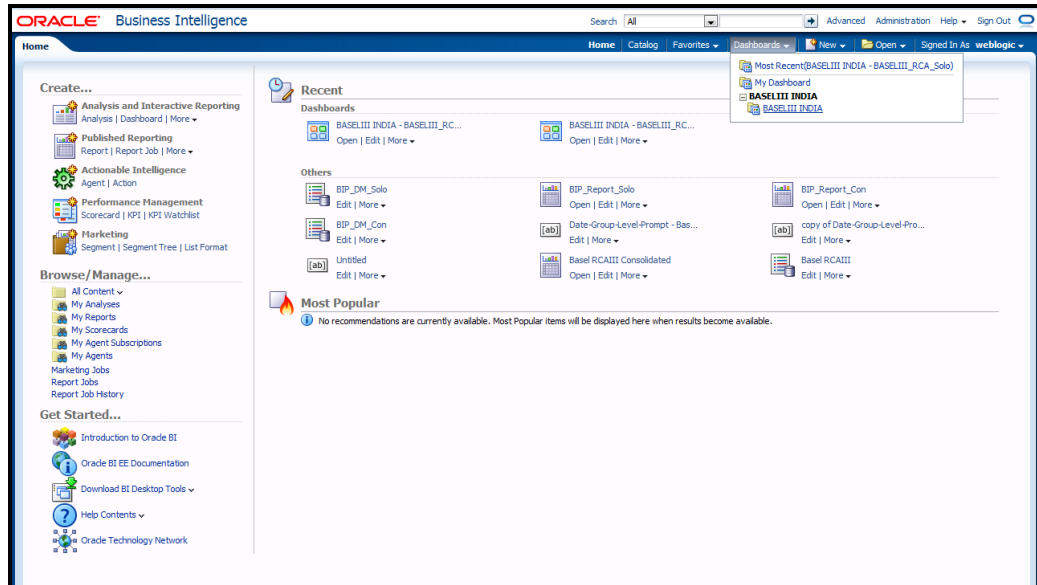 ORACLE Business Intelligence
Search All Advanced Administration Help Sign Out
Home
Home Catalog Favorites Dashboards New Open Signed In As weblogic
Most Recent(BASELIII INDIA - BASELIII_RCA_Solo)
My Dashboard
BASELIII INDIA
BASELIII INDIA
Create...
Analysis and Interactive Reporting
Analysis | Dashboard | More
Published Reporting
Report | Report Job | More
Actionable Intelligence
Agent | Action
Performance Management
Scorecard | KPI | KPI Watchlist
Marketing
Segment | Segment Tree | List Format
Browse/Manage...
All Content
My Analyses
My Reports
My Scorecards
My Agent Subscriptions
My Agents
Marketing Jobs
Report Jobs
Report Job History
Get Started...
Introduction to Oracle BI
Oracle BI EE Documentation
Download BI Desktop Tools
Help Contents
Oracle Technology Network
Recent
Dashboards
BASELIII INDIA - BASELIII_RC...
Open | Edit | More
BASELIII INDIA - BASELIII_RC...
Open | Edit | More
Others
BIP_DM_Solo
Edit | More
BIP_Report_Solo
Open | Edit | More
BIP_Report_Con
Open | Edit | More
BIP_DM_Con
Edit | More
[ab] Date-Group-Level-Prompt - Bas...
Edit | More
[ab] copy of Date-Group-Level-Pro...
Edit | More
[ab] Untitled
Edit | More
Basel RCAIII Consolidated
Open | Edit | More
Basel RCAIII
Edit | More
Most Popular
No recommendations are currently available. Most Popular items will be displayed here when results become available.